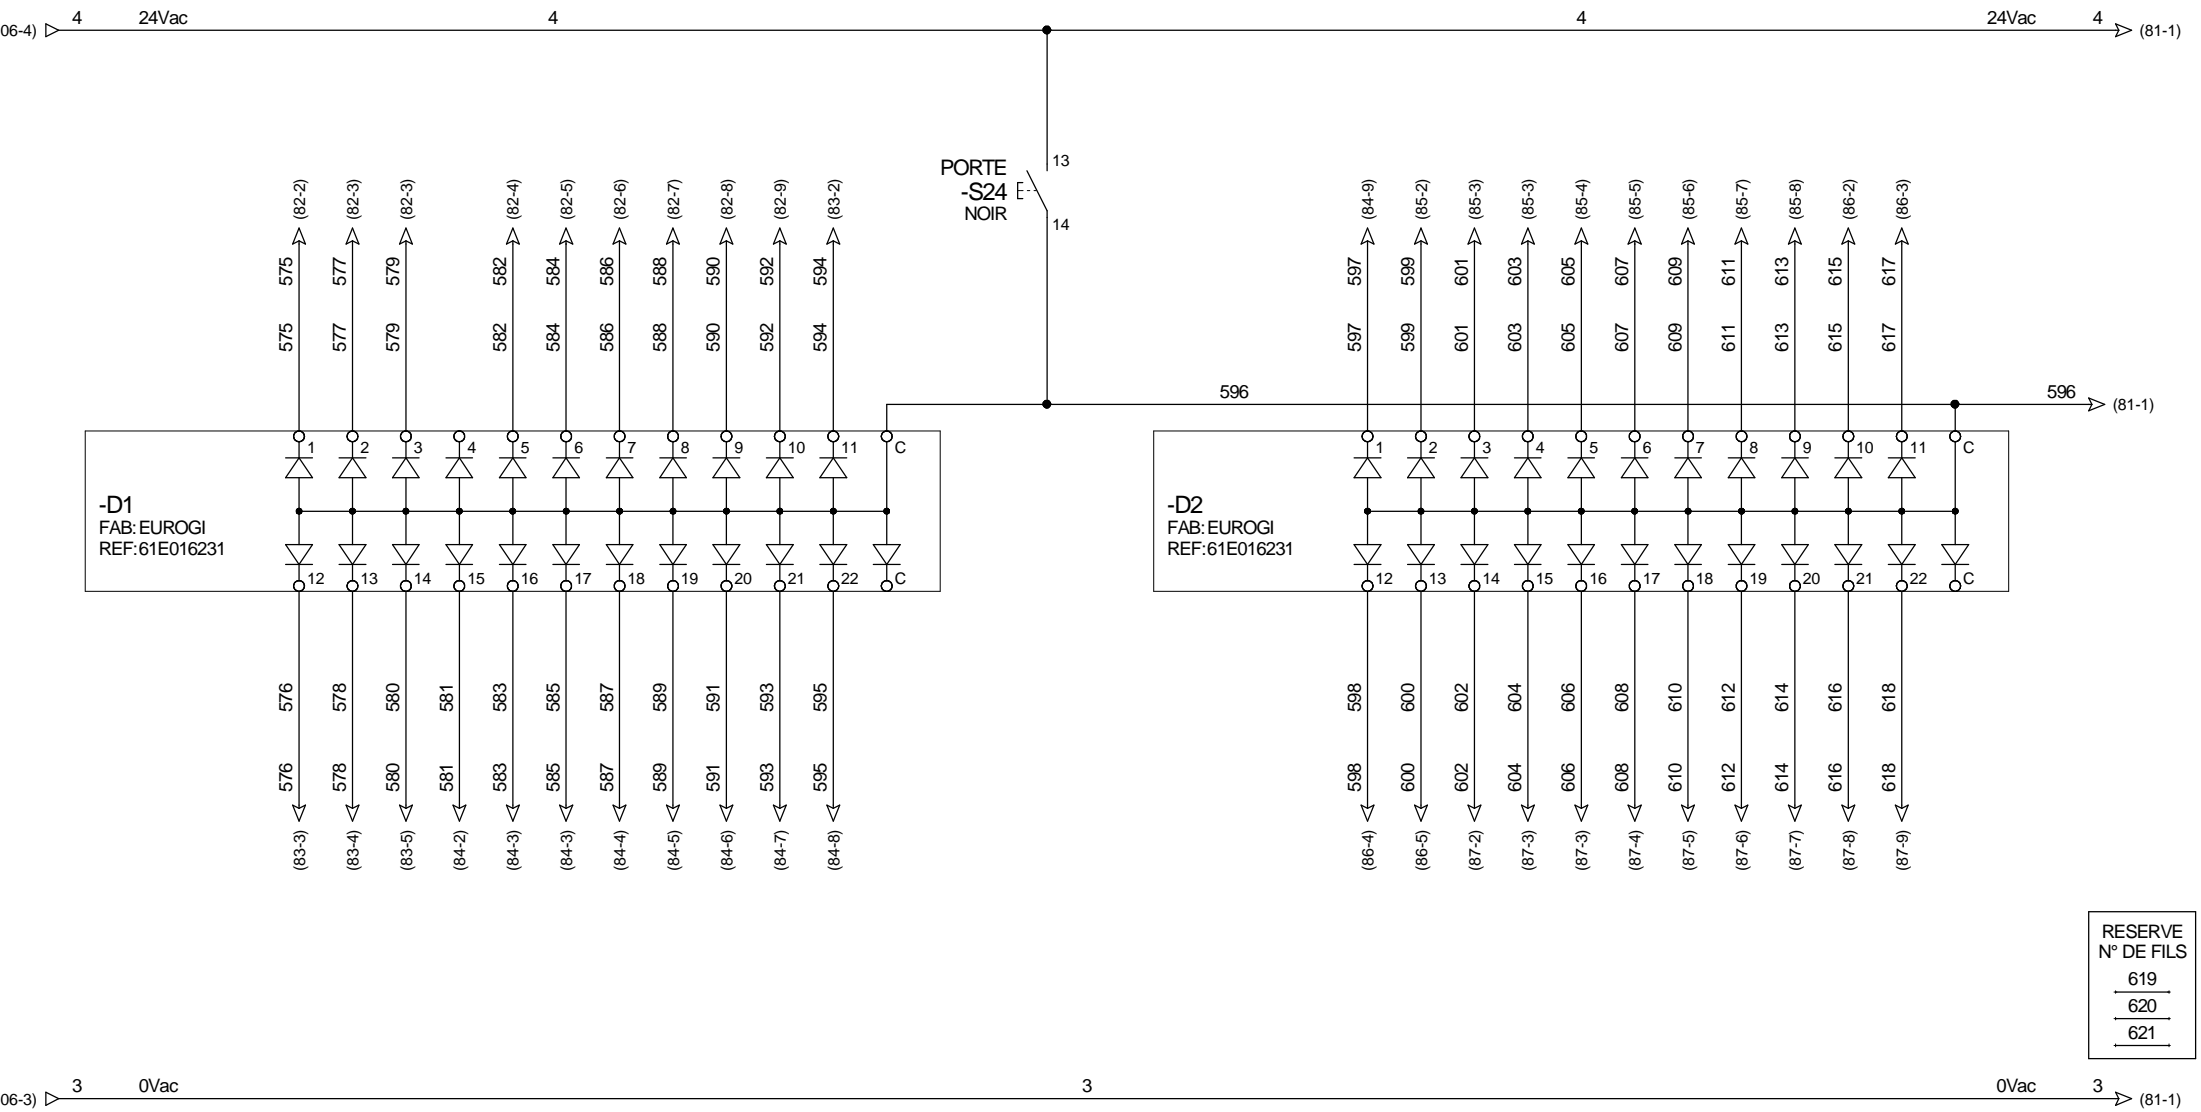 4 24Vac 4 4 24Vac 4
06-4) (81-1)
PORTE
-S24
NOIR
13
14
(82-2) (82-3) (82-3) (82-4) (82-5) (82-6) (82-7) (82-8) (82-9) (83-2)
575 577 579 582 584 586 588 590 592 594
575 577 579 582 584 586 588 590 592 594
(84-9) (85-2) (85-3) (85-3) (85-4) (85-5) (85-6) (85-7) (85-8) (86-2) (86-3)
597 599 601 603 605 607 609 611 613 615 617
597 599 601 603 605 607 609 611 613 615 617
596 596 (81-1)
1 2 3 4 5 6 7 8 9 10 11 C
-D1
FAB:EUROGI
REF:61E016231
12 13 14 15 16 17 18 19 20 21 22 C
1 2 3 4 5 6 7 8 9 10 11 C
-D2
FAB:EUROGI
REF:61E016231
12 13 14 15 16 17 18 19 20 21 22 C
576 578 580 581 583 585 587 589 591 593 595
576 578 580 581 583 585 587 589 591 593 595
(83-3) (83-4) (83-5) (84-2) (84-3) (84-3) (84-4) (84-5) (84-6) (84-7) (84-8)
598 600 602 604 606 608 610 612 614 616 618
598 600 602 604 606 608 610 612 614 616 618
(86-4) (86-5) (87-2) (87-3) (87-3) (87-4) (87-5) (87-6) (87-7) (87-8) (87-9)
RESERVE
N° DE FILS
619
620
621
3 0Vac 3 0Vac 3
06-3) (81-1)